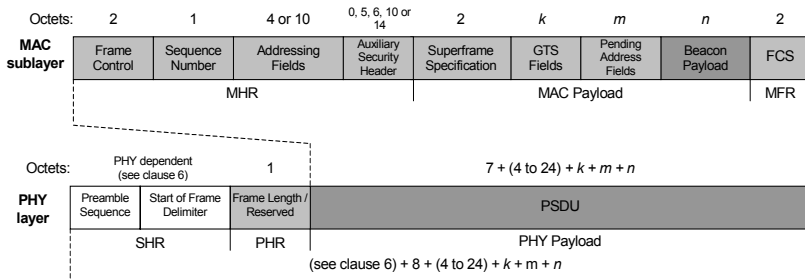 Octets: 2 1 4 or 10 0, 5, 6, 10 or 14 2 k m n 2
MAC sublayer
Frame Control
Sequence Number
Addressing Fields
Auxiliary Security Header
Superframe Specification
GTS Fields
Pending Address Fields
Beacon Payload
FCS
MHR MAC Payload MFR
Octets: PHY dependent (see clause 6) 1 7 + (4 to 24) + k + m + n
PHY layer
Preamble Sequence
Start of Frame Delimiter
Frame Length / Reserved
PSDU
SHR PHR PHY Payload
(see clause 6) + 8 + (4 to 24) + k + m + n